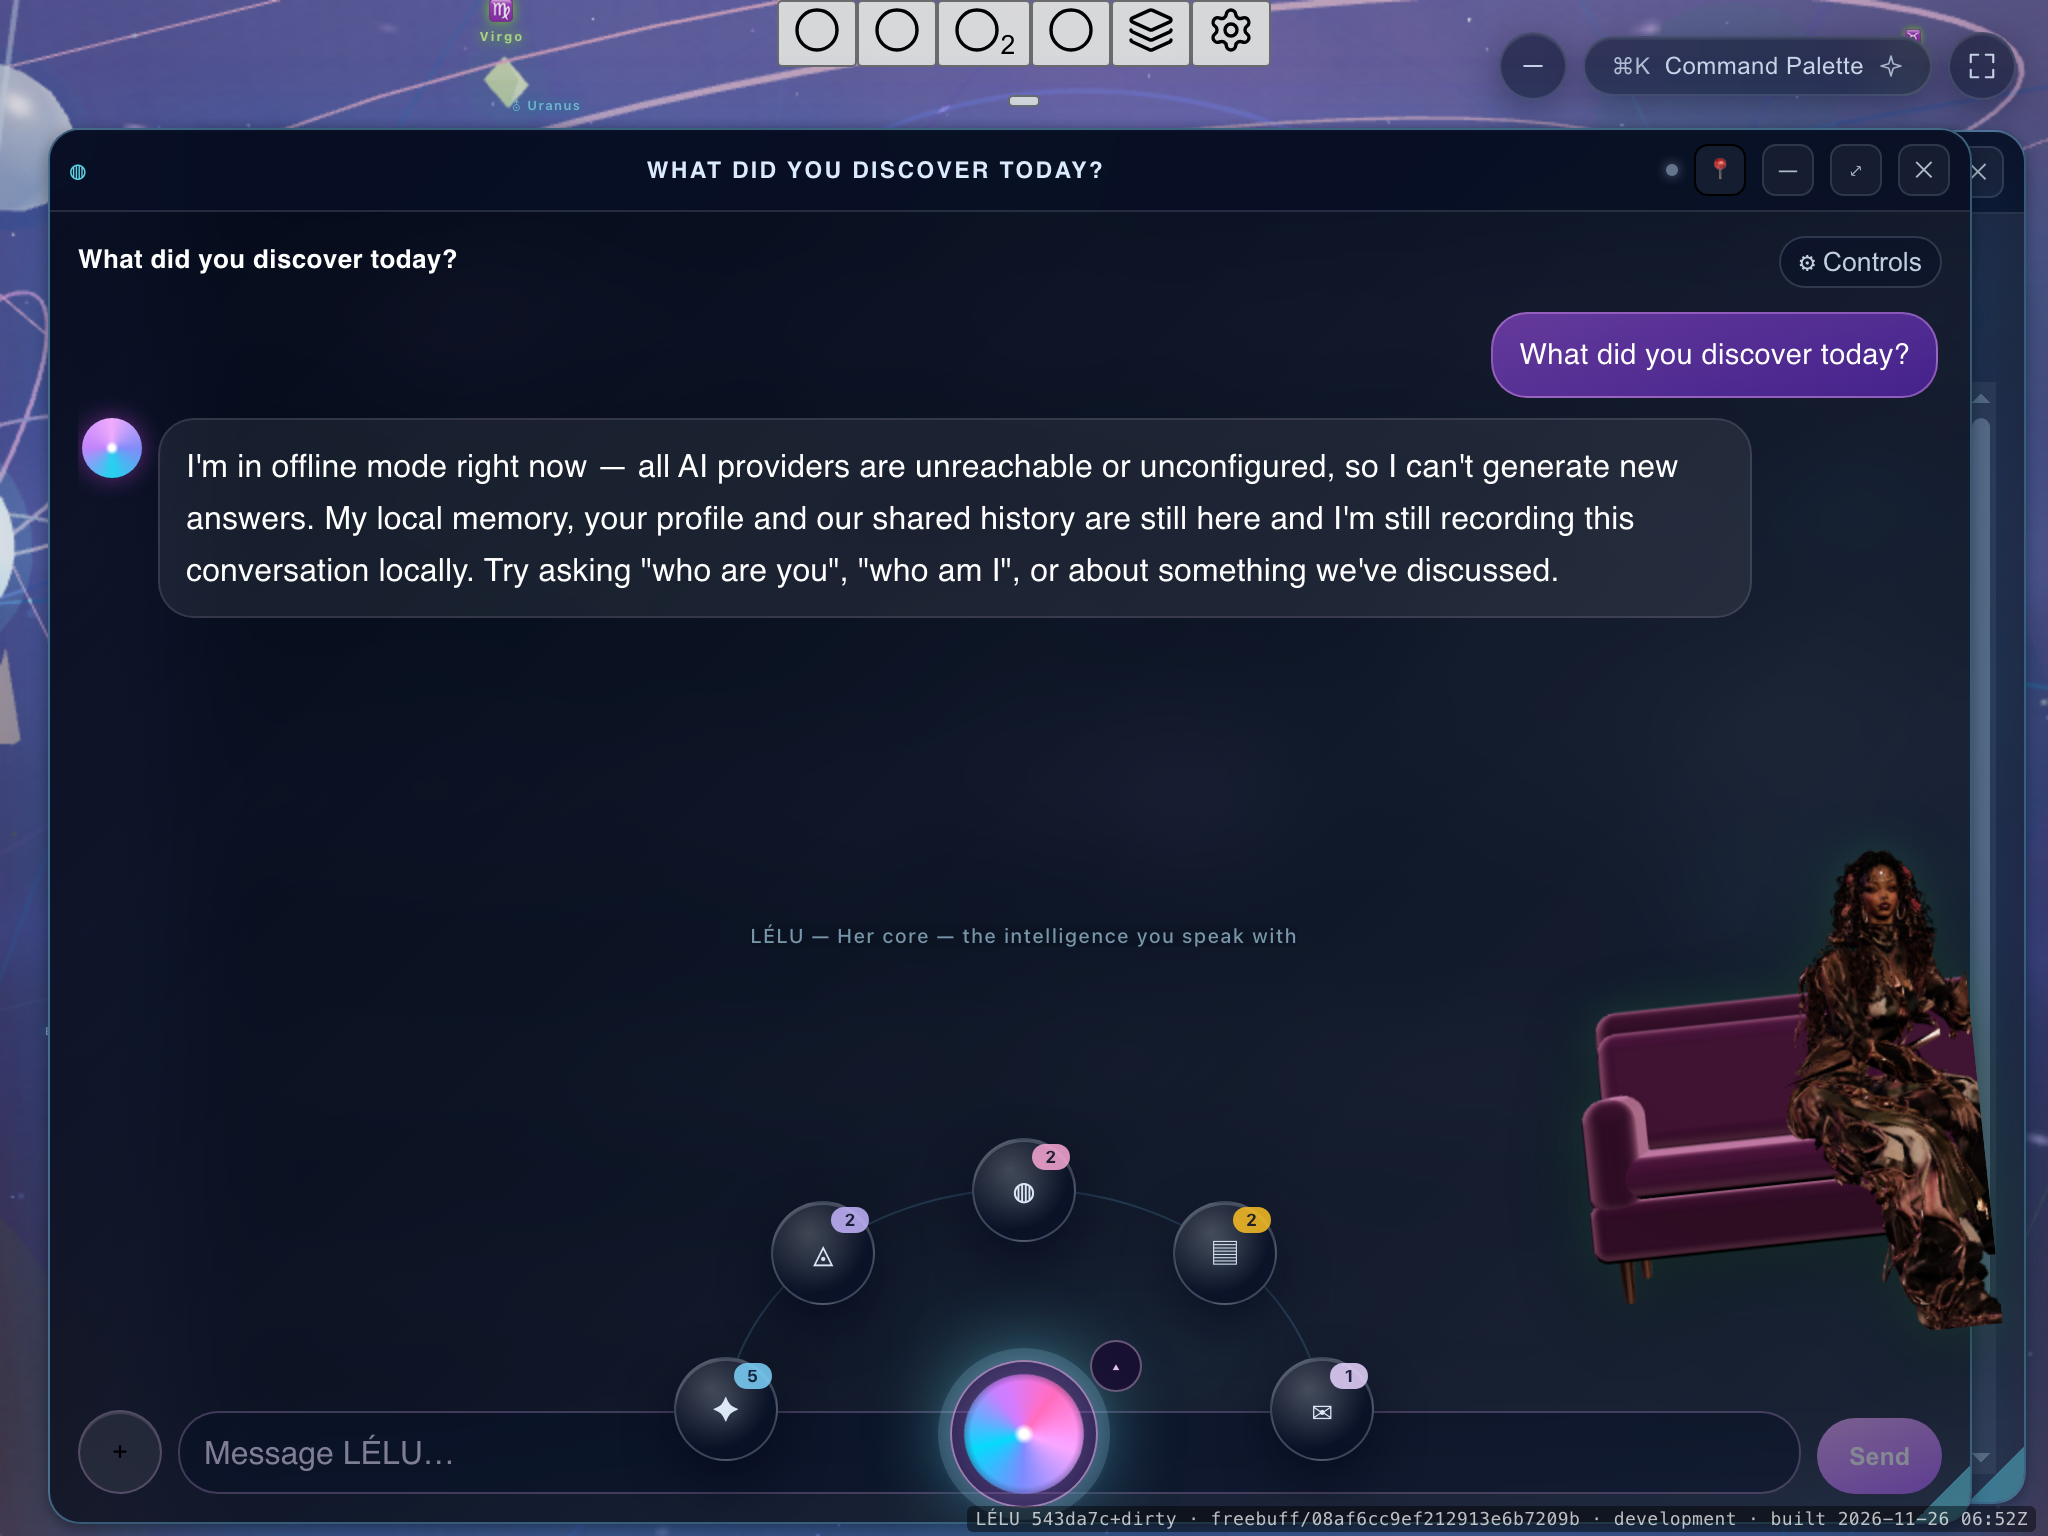 Virgo
Uranus
2
⌘K Command Palette
WHAT DID YOU DISCOVER TODAY?
What did you discover today?
Controls
What did you discover today?
I'm in offline mode right now — all AI providers are unreachable or unconfigured, so I can't generate new
answers. My local memory, your profile and our shared history are still here and I'm still recording this
conversation locally. Try asking "who are you", "who am I", or about something we've discussed.
LÉLU — Her core — the intelligence you speak with
2
2
2
5
1
Message LÉLU…
Send
LÉLU 543da7c+dirty · freebuff/08af6cc9ef212913e6b7209b · development · built 2026-11-26 06:52Z